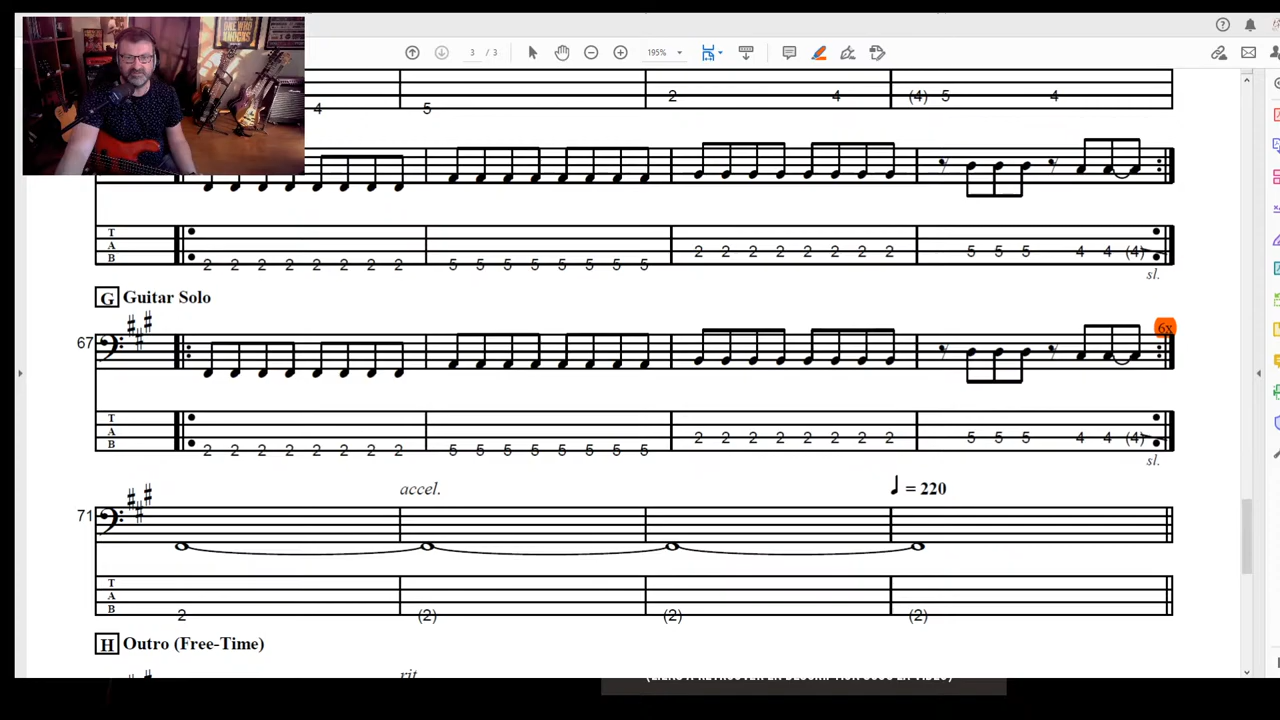 THE
ONE WHO
KNOCKS
3 / 3
195%
4 5 2 4 (4) 5 4
T
A
B
2 2 2 2 2 2 2 2 5 5 5 5 5 5 5 5 2 2 2 2 2 2 2 2 5 5 5 4 4 (4)
sl.
G Guitar Solo
67
6x
T
A
B
2 2 2 2 2 2 2 2 5 5 5 5 5 5 5 5 2 2 2 2 2 2 2 2 5 5 5 4 4 (4)
sl.
accel. = 220
71
T
A
B
2 (2) (2) (2)
H Outro (Free-Time)
rit.